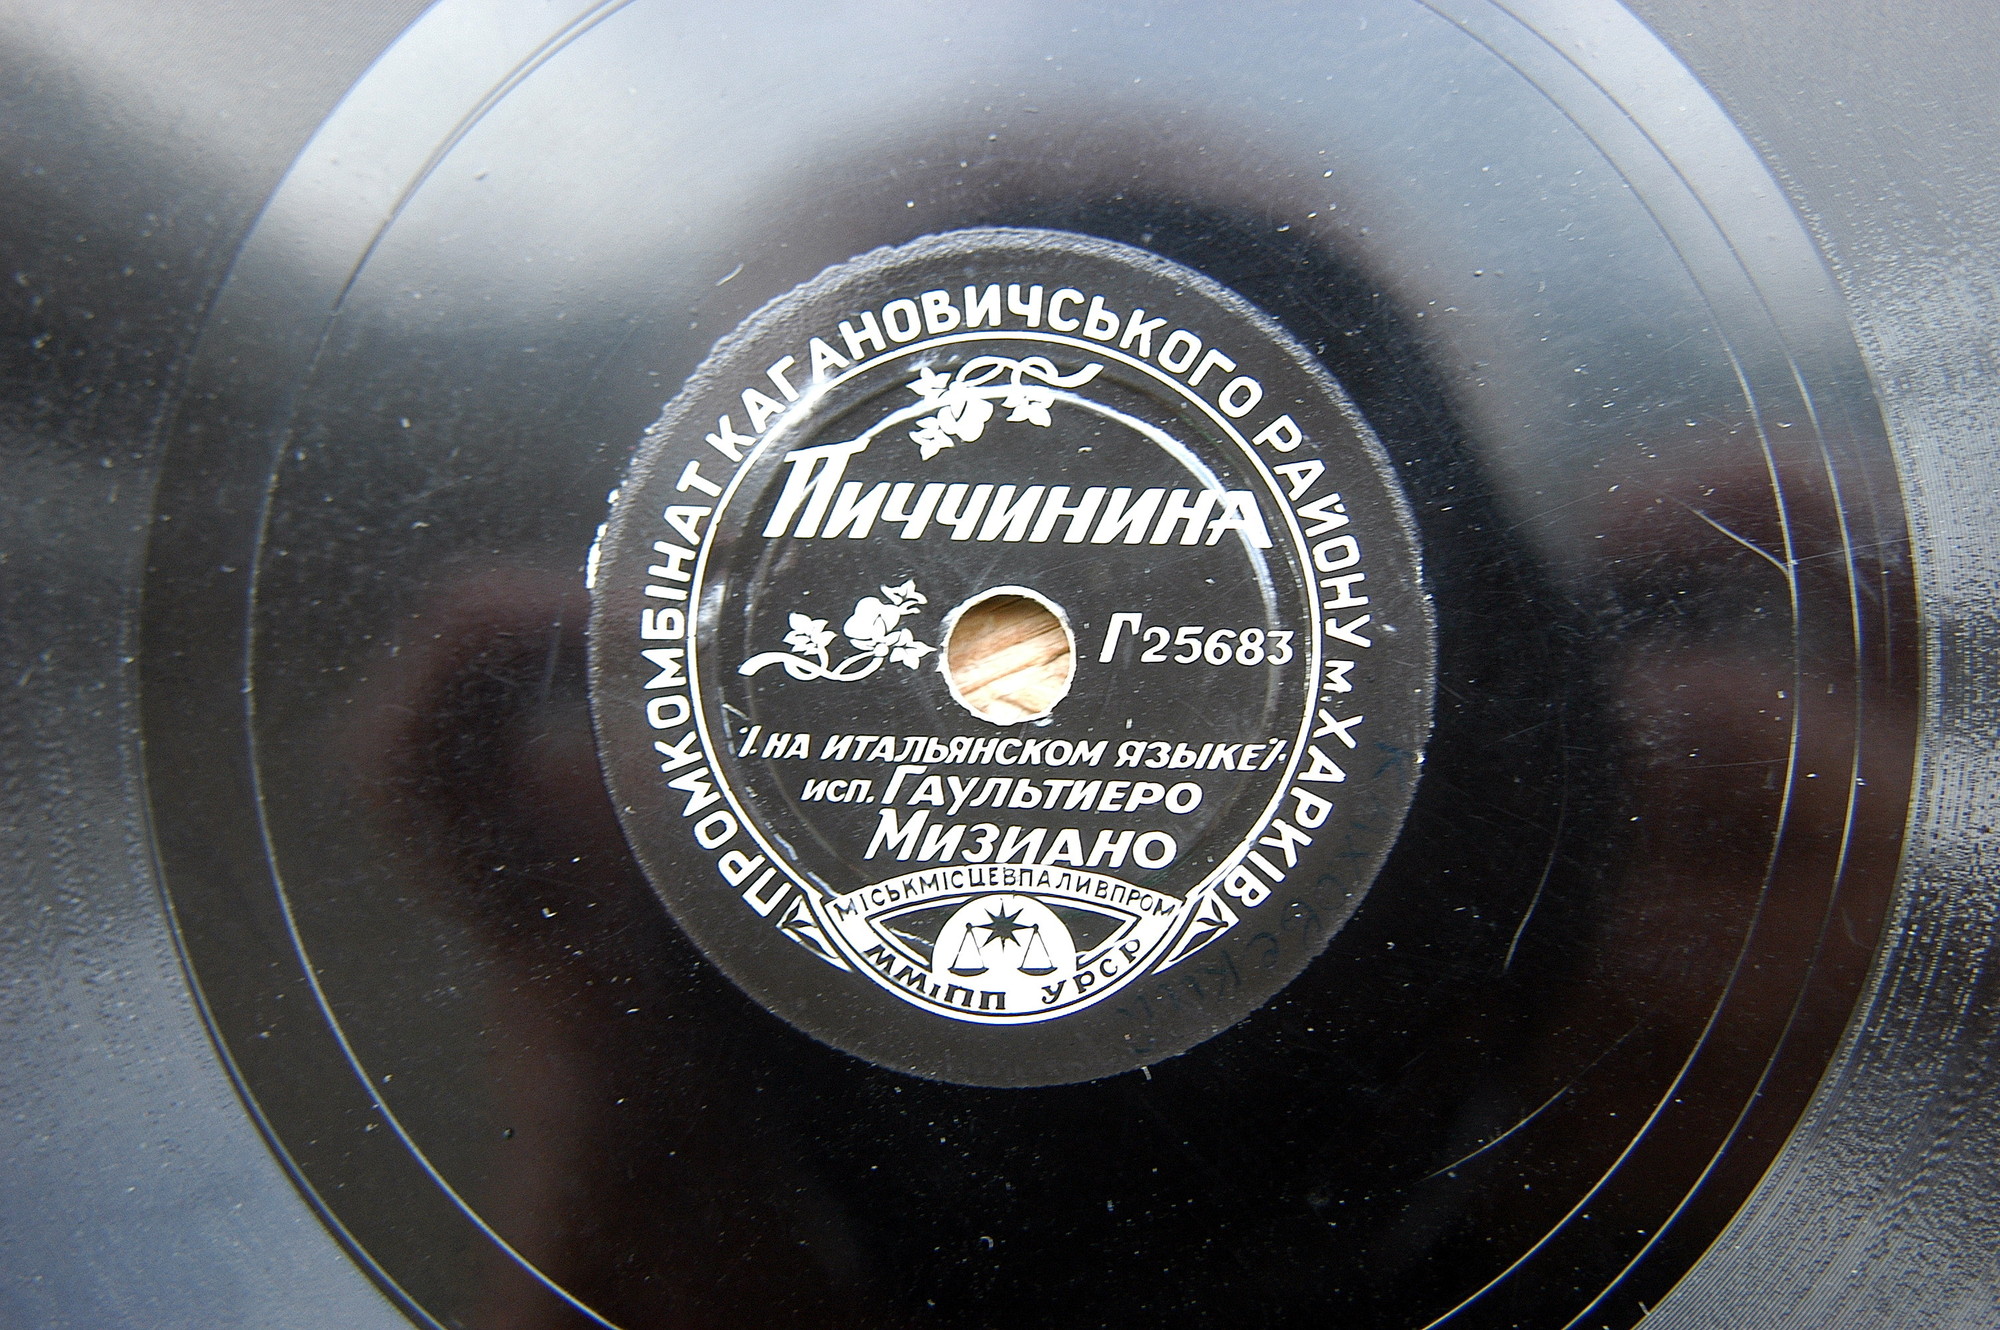 ПРОМКОМБІНАТ КАГАНОВИЧСЬКОГО РАЙОНУ м. ХАРКІВ
Пиччинина
Г25683
/. НА ИТАЛЬЯНСКОМ ЯЗЫКЕ/.
исп. ГАУЛЬТИЕРО
МИЗИАНО
МІСЬКМІСЦЕВПАЛИВПРОМ
ММІПП УРСР